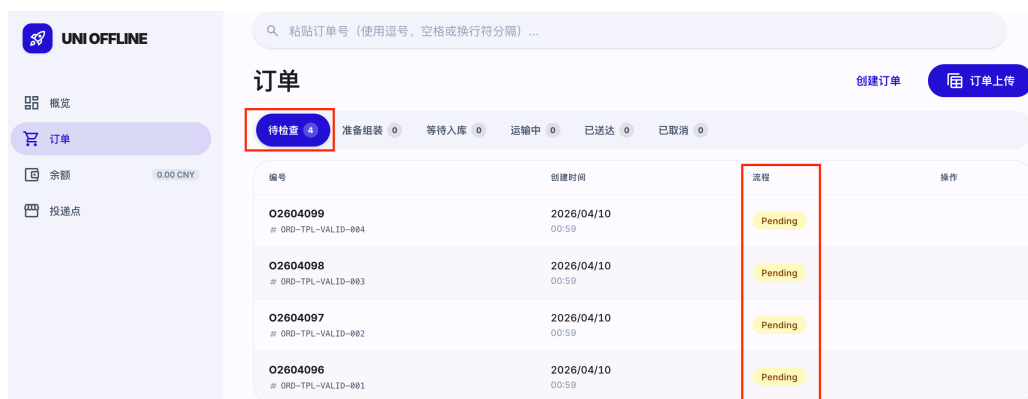 UNI OFFLINE
粘贴订单号（使用逗号、空格或换行符分隔）...
订单
创建订单
订单上传
概览
订单
余额 0.00 CNY
投递点
待检查 4 准备组装 0 等待入库 0 运输中 0 已送达 0 已取消 0
编号 创建时间 流程 操作
O2604099 2026/04/10 Pending
# ORD-TPL-VALID-004 00:59
O2604098 2026/04/10 Pending
# ORD-TPL-VALID-003 00:59
O2604097 2026/04/10 Pending
# ORD-TPL-VALID-002 00:59
O2604096 2026/04/10 Pending
# ORD-TPL-VALID-001 00:59